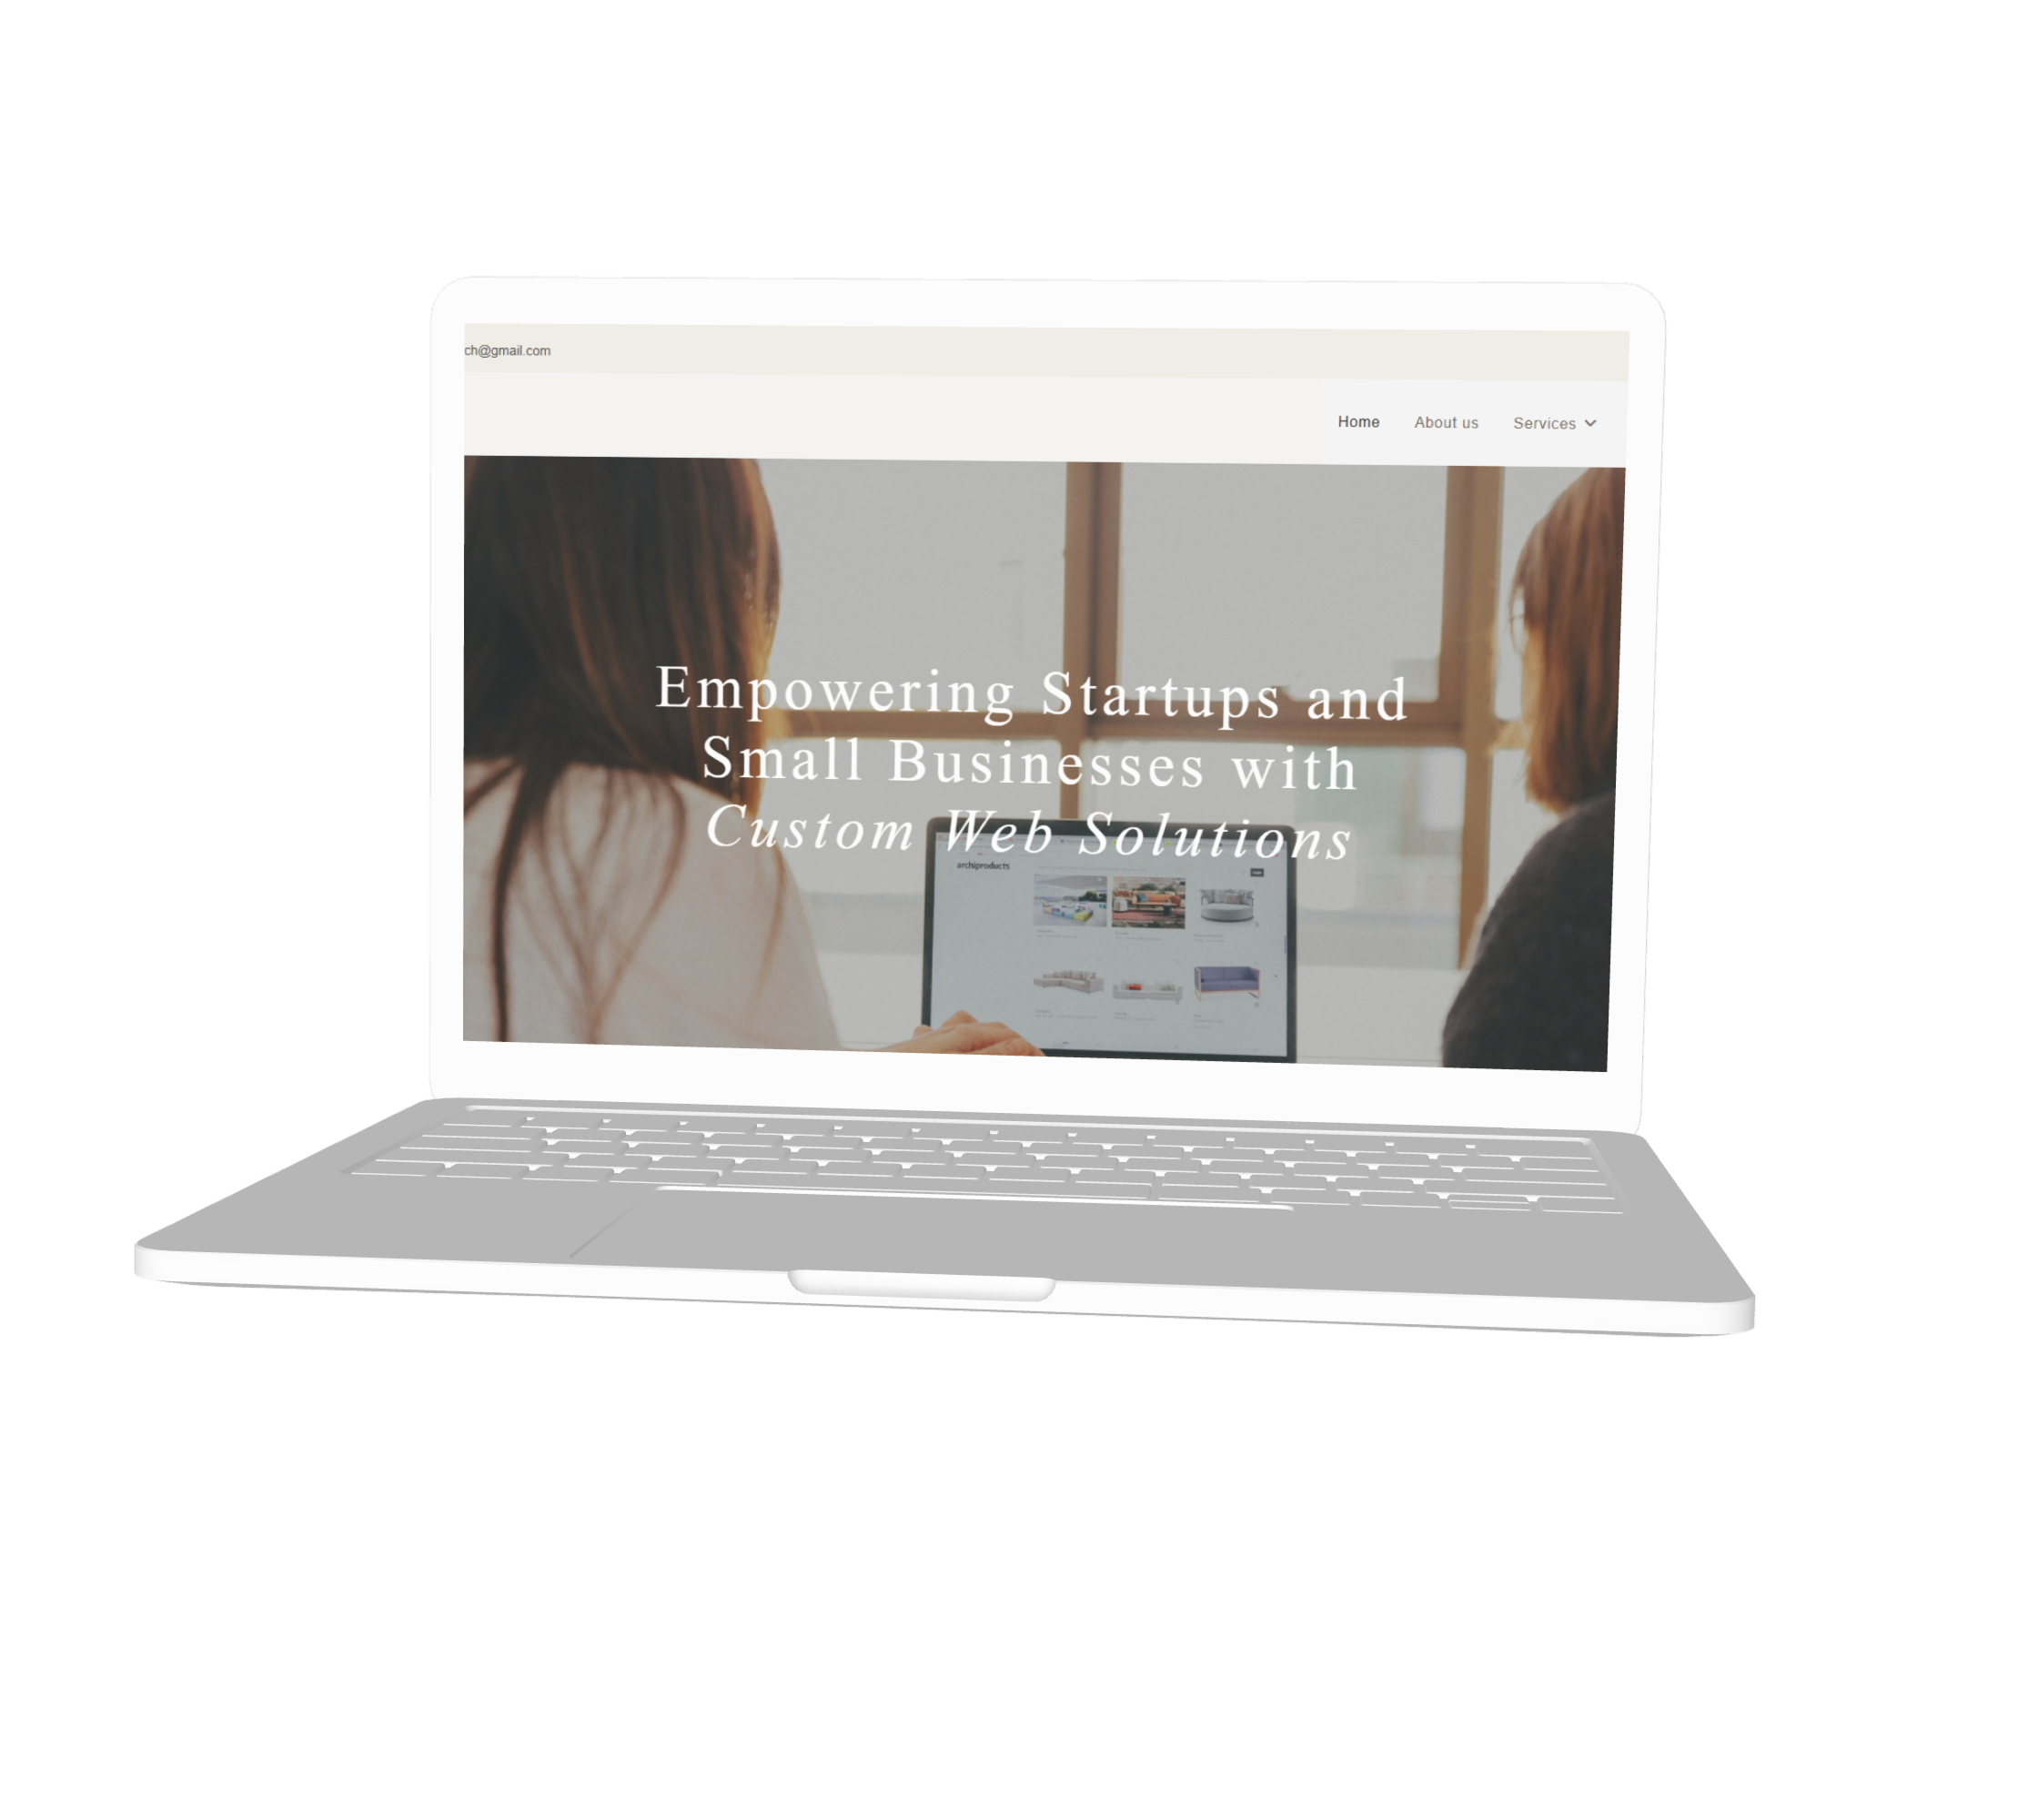 ch@gmail.com
Home About us Services
Empowering Startups and
Small Businesses with
Custom Web Solutions
archiproducts